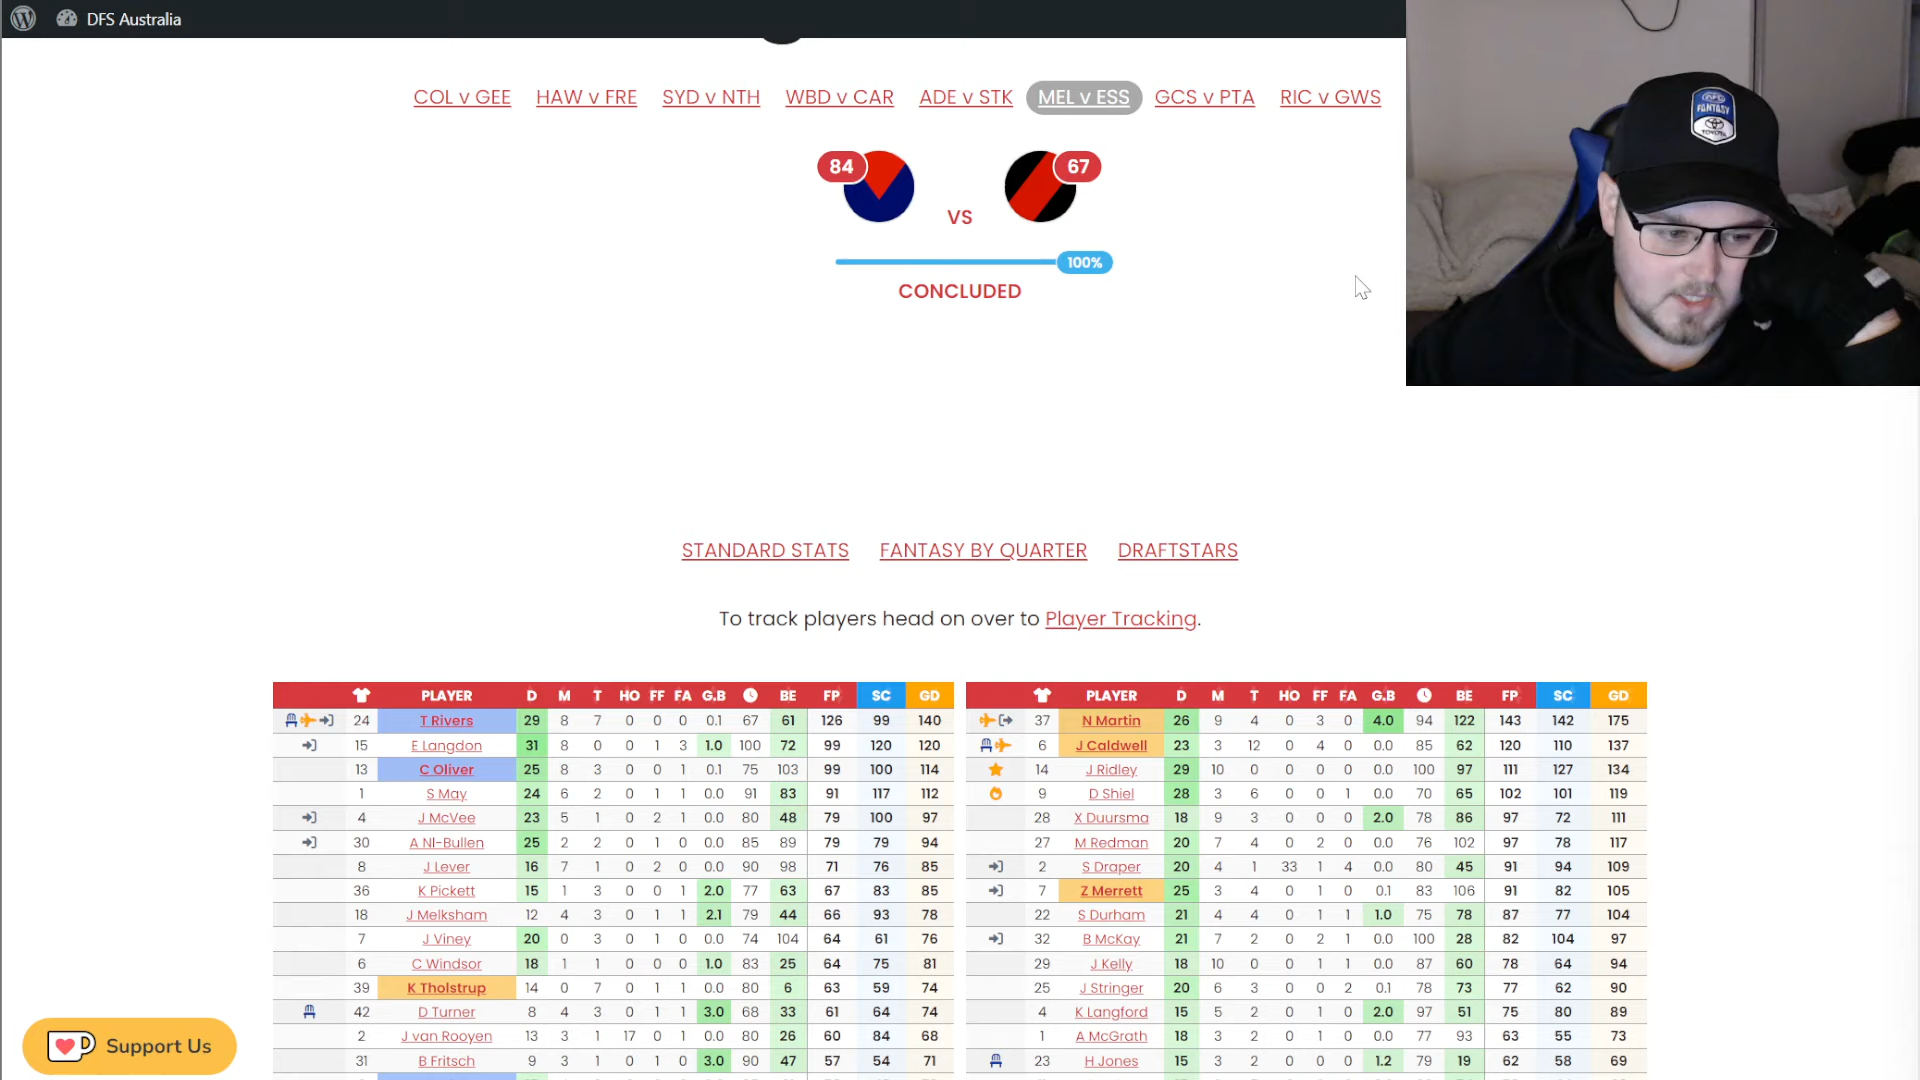 DFS Australia
COL v GEE HAW v FRE SYD v NTH WBD v CAR ADE v STK MEL v ESS GCS v PTA RIC v GWS
84 VS 67
100%
CONCLUDED
AFL FANTASY TOYOTA
STANDARD STATS FANTASY BY QUARTER DRAFTSTARS
To track players head on over to Player Tracking.
PLAYER D M T HO FF FA G.B BE FP SC GD
24 T Rivers 29 8 7 0 0 0 0.1 67 61 126 99 140
15 E Langdon 31 8 0 0 1 3 1.0 100 72 99 120 120
13 C Oliver 25 8 3 0 0 1 0.1 75 103 99 100 114
1 S May 24 6 2 0 1 1 0.0 91 83 91 117 112
4 J McVee 23 5 1 0 2 1 0.0 80 48 79 100 97
30 A Nl-Bullen 25 2 2 0 1 0 0.0 85 89 79 79 94
8 J Lever 16 7 1 0 2 0 0.0 90 98 71 76 85
36 K Pickett 15 1 3 0 0 1 2.0 77 63 67 83 85
18 J Melksham 12 4 3 0 1 1 2.1 79 44 66 93 78
7 J Viney 20 0 3 0 1 0 0.0 74 104 64 61 76
6 C Windsor 18 1 1 0 0 0 1.0 83 25 64 75 81
39 K Tholstrup 14 0 7 0 1 1 0.0 80 6 63 59 74
42 D Turner 8 4 3 0 1 1 3.0 68 33 61 64 74
2 J van Rooyen 13 3 1 17 0 1 0.0 80 26 60 84 68
31 B Fritsch 9 3 1 0 1 0 3.0 90 47 57 54 71
PLAYER D M T HO FF FA G.B BE FP SC GD
37 N Martin 26 9 4 0 3 0 4.0 94 122 143 142 175
6 J Caldwell 23 3 12 0 4 0 0.0 85 62 120 110 137
14 J Ridley 29 10 0 0 0 0 0.0 100 97 111 127 134
9 D Shiel 28 3 6 0 0 1 0.0 70 65 102 101 119
28 X Duursma 18 9 3 0 0 0 2.0 78 86 97 72 111
27 M Redman 20 7 4 0 2 0 0.0 76 102 97 78 117
2 S Draper 20 4 1 33 1 4 0.0 80 45 91 94 109
7 Z Merrett 25 3 4 0 1 0 0.1 83 106 91 82 105
22 S Durham 21 4 4 0 1 1 1.0 75 78 87 77 104
32 B McKay 21 7 2 0 2 1 0.0 100 28 82 104 97
29 J Kelly 18 10 0 0 1 1 0.0 87 60 78 64 94
25 J Stringer 20 6 3 0 0 2 0.1 78 73 77 62 90
4 K Langford 15 5 2 0 1 0 2.0 97 51 75 80 89
1 A McGrath 18 3 2 0 1 0 0.0 77 93 63 55 73
23 H Jones 15 3 2 0 0 0 1.2 79 19 62 58 69
Support Us